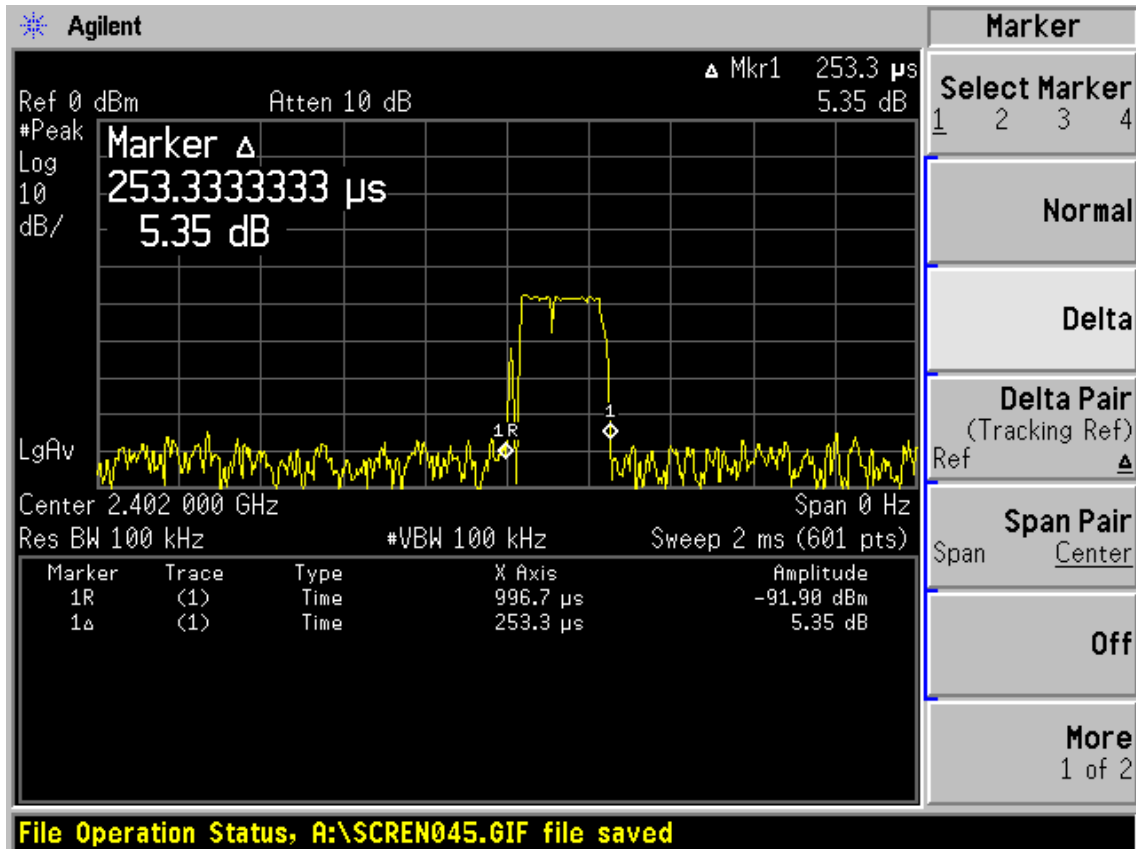 Agilent
Marker
Δ Mkr1 253.3 µs
Ref 0 dBm Atten 10 dB 5.35 dB
#Peak
Log
10
dB/
Marker Δ
253.3333333 µs
5.35 dB
1R
1
LgAv
Center 2.402 000 GHz Span 0 Hz
Res BW 100 kHz #VBW 100 kHz Sweep 2 ms (601 pts)
Marker Trace Type X Axis Amplitude
1R (1) Time 996.7 µs -91.90 dBm
1Δ (1) Time 253.3 µs 5.35 dB
Select Marker
1 2 3 4
Normal
Delta
Delta Pair
(Tracking Ref)
Ref Δ
Span Pair
Span Center
Off
More
1 of 2
File Operation Status, A:\SCREN045.GIF file saved